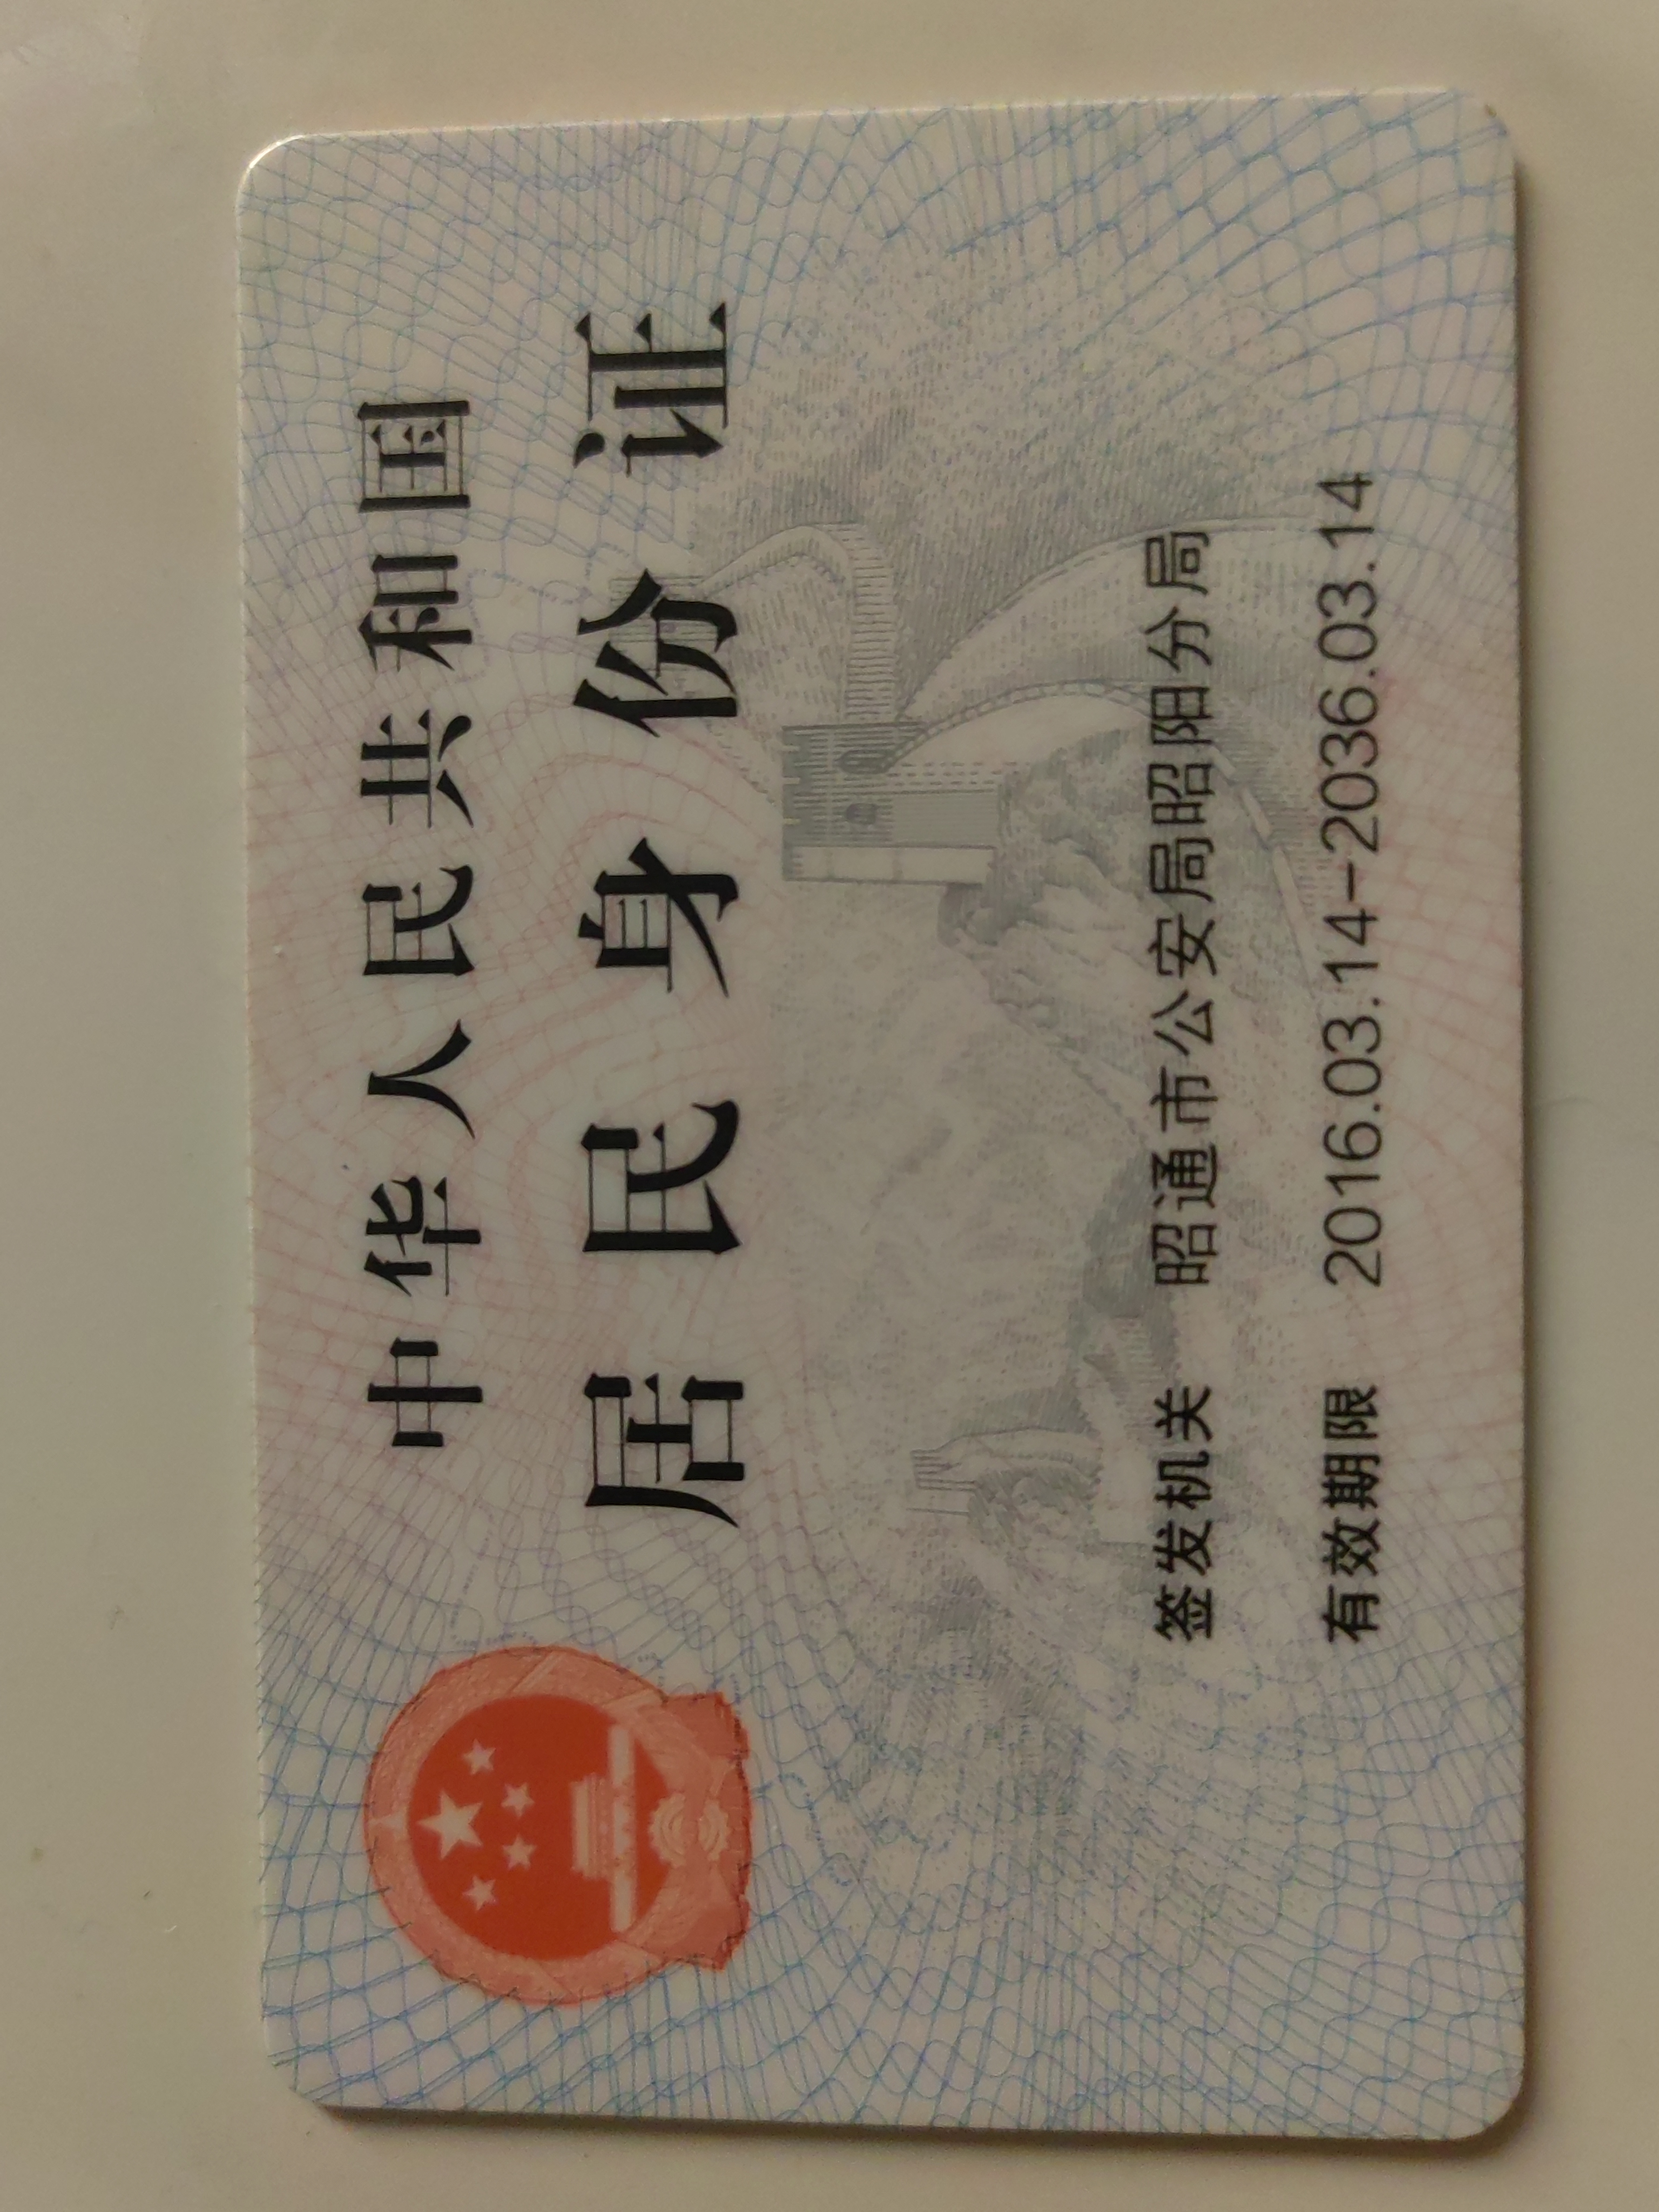 中华人民共和国
居民身份证
签发机关 昭通市公安局昭阳分局
有效期限 2016.03.14-2036.03.14